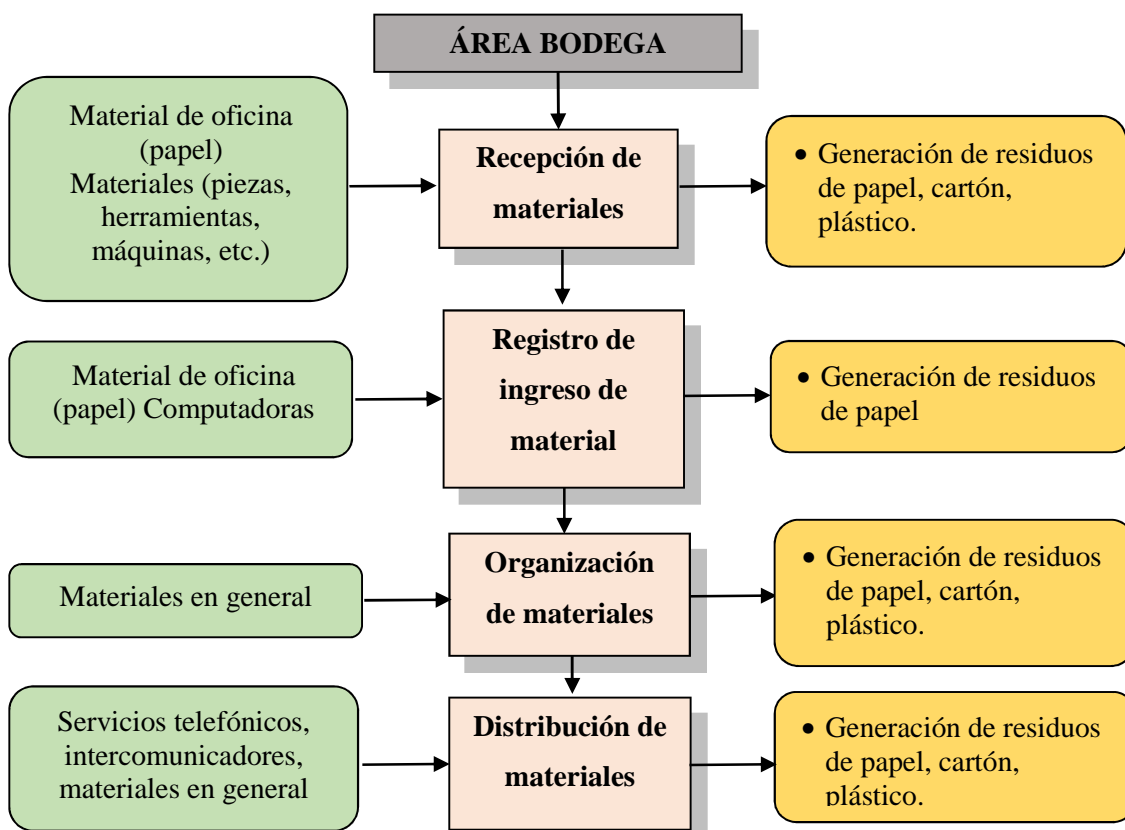 ÁREA BODEGA
Material de oficina
(papel)
Materiales (piezas,
herramientas,
máquinas, etc.)
Recepción de
materiales
• Generación de residuos
de papel, cartón,
plástico.
Material de oficina
(papel) Computadoras
Registro de
ingreso de
material
• Generación de residuos
de papel
Materiales en general
Organización
de materiales
• Generación de residuos
de papel, cartón,
plástico.
Servicios telefónicos,
intercomunicadores,
materiales en general
Distribución de
materiales
• Generación de residuos
de papel, cartón,
plástico.